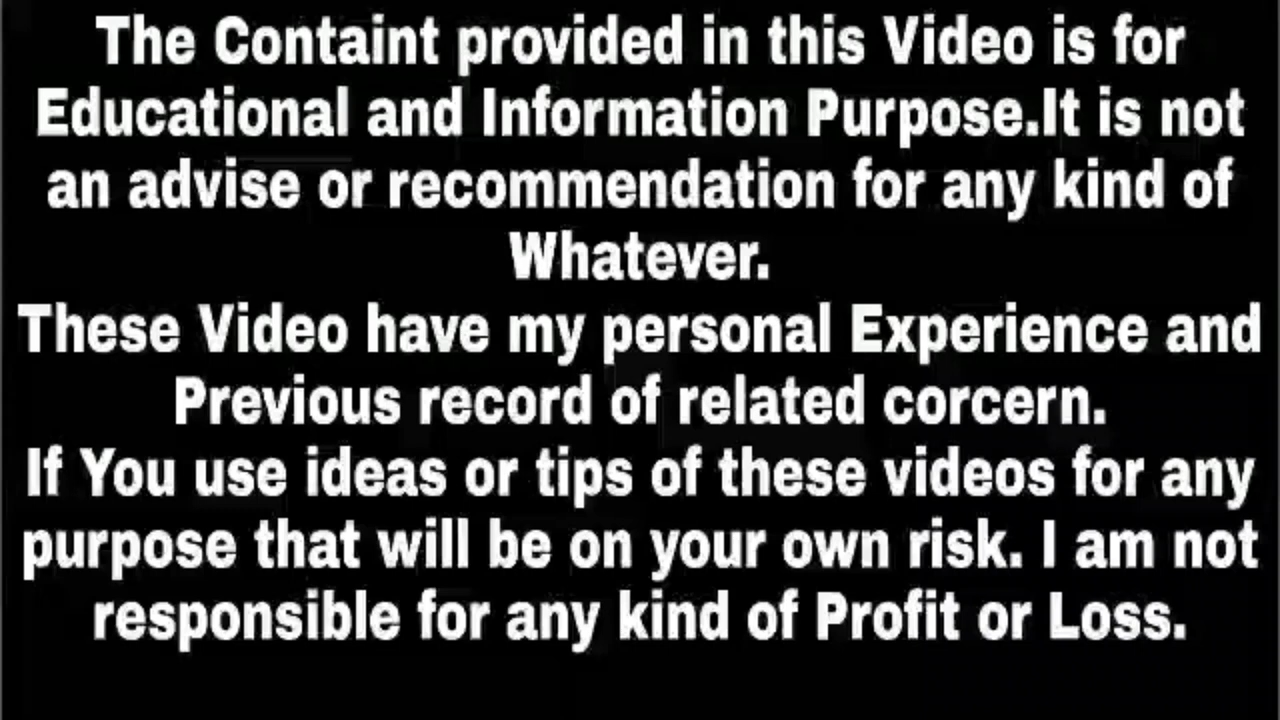 The Containt provided in this Video is for
Educational and Information Purpose.It is not
an advise or recommendation for any kind of
Whatever.
These Video have my personal Experience and
Previous record of related corcern.
If You use ideas or tips of these videos for any
purpose that will be on your own risk. I am not
responsible for any kind of Profit or Loss.